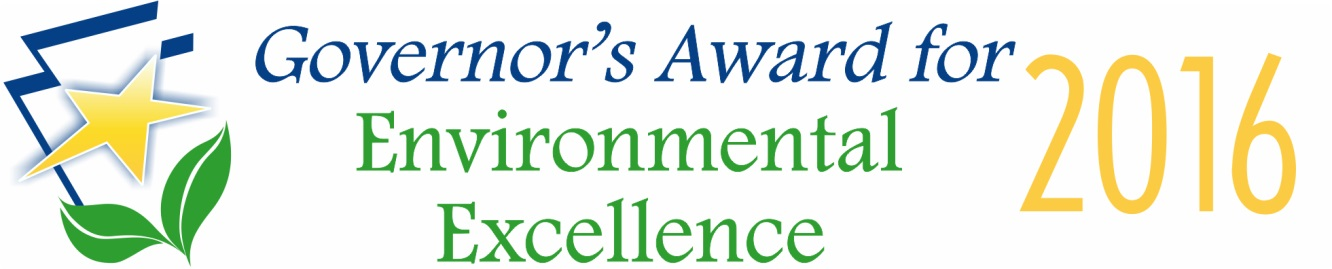 Governor's Award for
Environmental
Excellence
2016